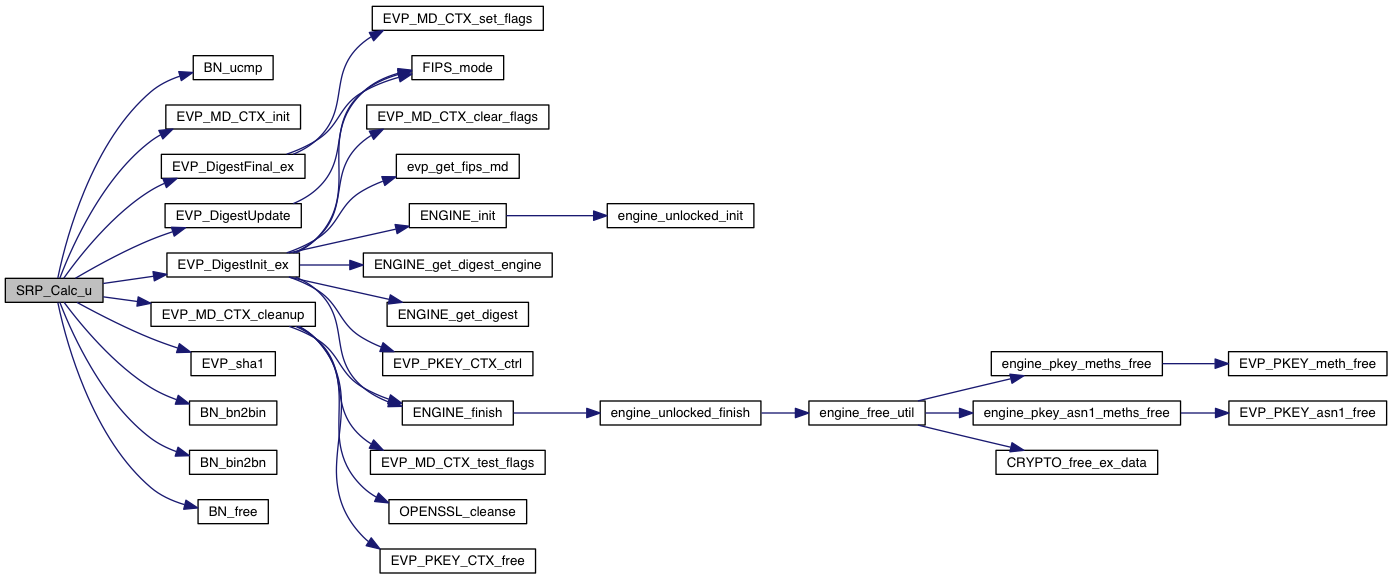 SRP_Calc_u
BN_ucmp
EVP_MD_CTX_init
EVP_DigestFinal_ex
EVP_DigestUpdate
EVP_DigestInit_ex
EVP_MD_CTX_cleanup
EVP_sha1
BN_bn2bin
BN_bin2bn
BN_free
EVP_MD_CTX_set_flags
FIPS_mode
EVP_MD_CTX_clear_flags
evp_get_fips_md
ENGINE_init
ENGINE_get_digest_engine
ENGINE_get_digest
EVP_PKEY_CTX_ctrl
ENGINE_finish
EVP_MD_CTX_test_flags
OPENSSL_cleanse
EVP_PKEY_CTX_free
engine_unlocked_init
engine_unlocked_finish
engine_free_util
engine_pkey_meths_free
engine_pkey_asn1_meths_free
CRYPTO_free_ex_data
EVP_PKEY_meth_free
EVP_PKEY_asn1_free